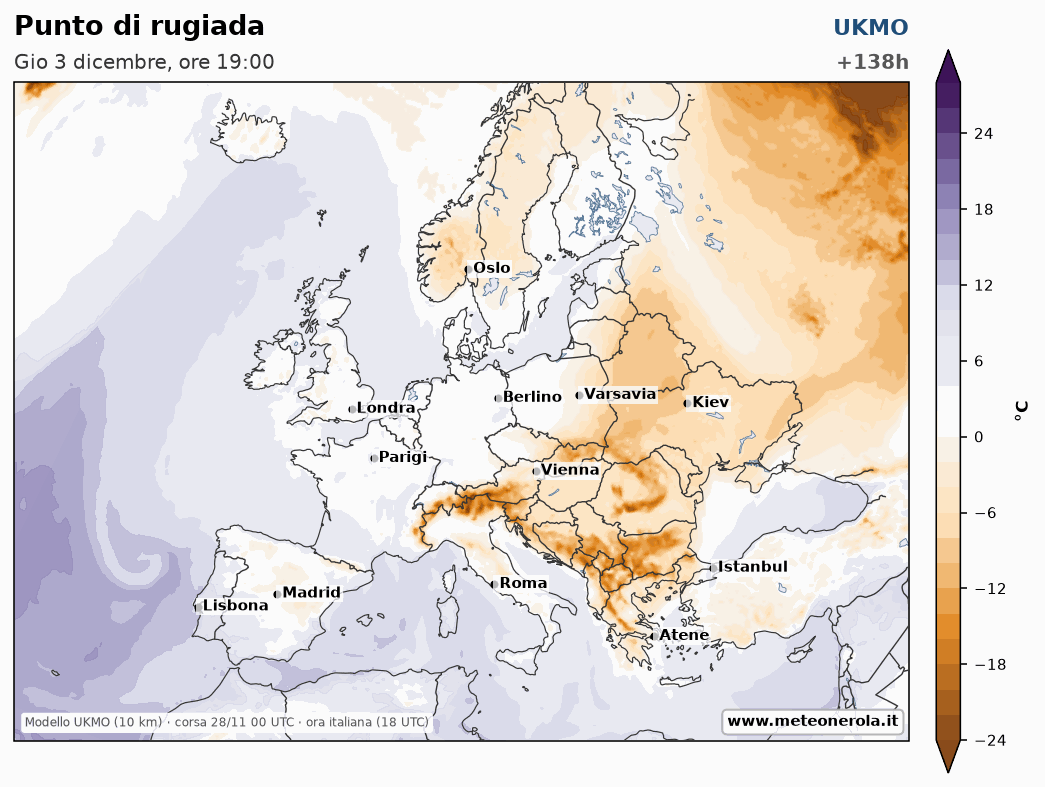 Punto di rugiada
UKMO
Gio 3 dicembre, ore 19:00
+138h
Oslo
Londra
Berlino
Varsavia
Kiev
Parigi
Vienna
Madrid
Lisbona
Roma
Istanbul
Atene
24
18
12
6
0
−6
−12
−18
−24
°C
Modello UKMO (10 km) · corsa 28/11 00 UTC · ora italiana (18 UTC)
www.meteonerola.it